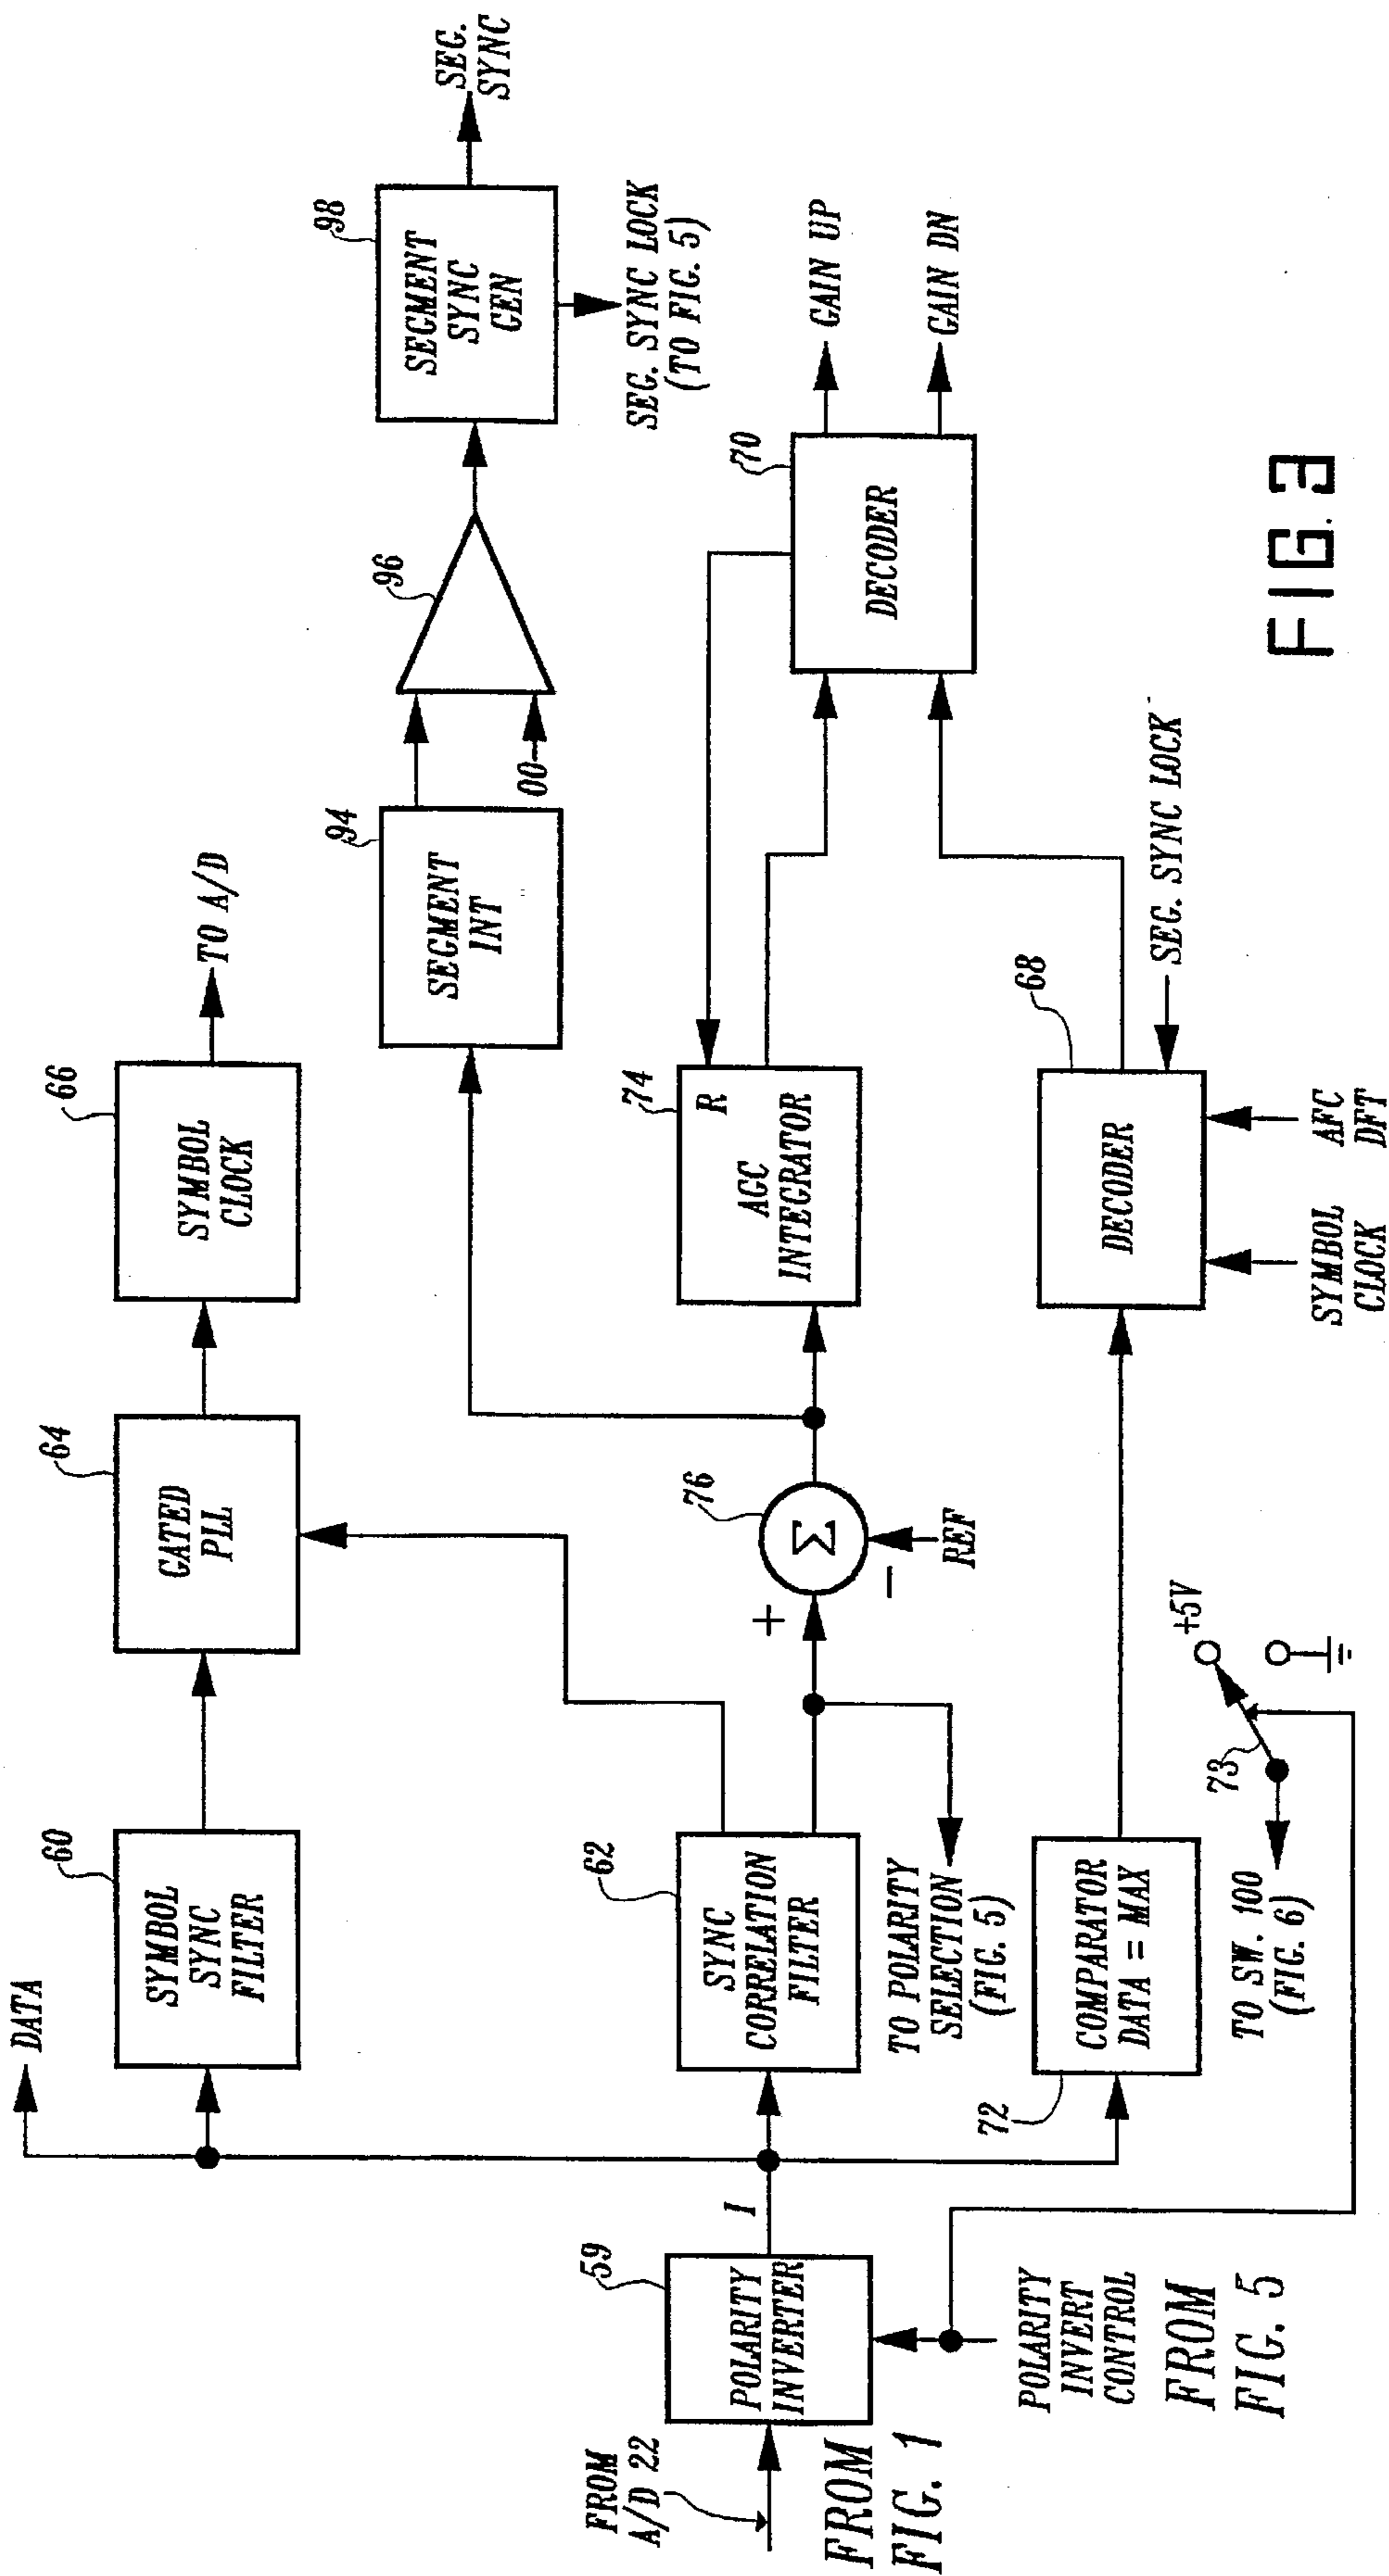 DATA
60
SYMBOL
SYNC
FILTER
64
GATED
PLL
66
SYMBOL
CLOCK
TO A/D
94
SEGMENT
INT
00
96
98
SEGMENT
SYNC
GEN
SEG.
SYNC
SEG. SYNC LOCK
(TO FIG. 5)
FROM
A/D 22
FROM
FIG. 1
59
POLARITY
INVERTER
I
62
SYNC
CORRELATION
FILTER
TO POLARITY
SELECTION
(FIG. 5)
+
76
Σ
−
REF
74
R
AGC
INTEGRATOR
70
DECODER
GAIN UP
GAIN DN
POLARITY
INVERT
CONTROL
FROM
FIG. 5
72
COMPARATOR
DATA = MAX
TO SW. 100
(FIG. 6)
73
+5V
68
DECODER
SYMBOL
CLOCK
AFC
DFT
SEG. SYNC LOCK
FIG. 3